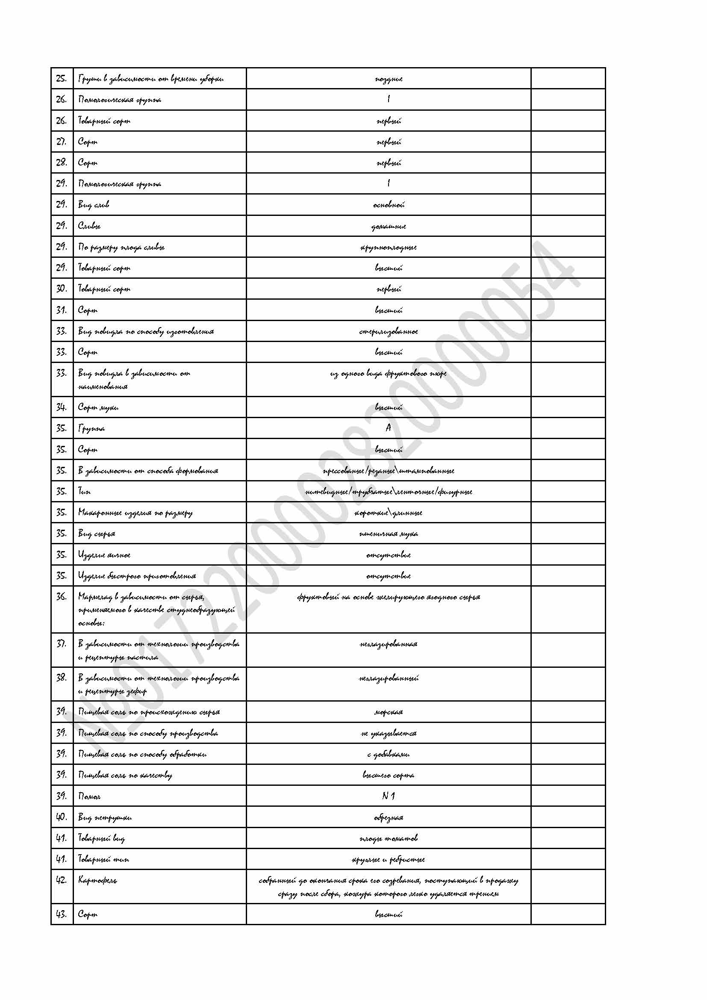 25. Груши в зависимости от времени уборки поздние
26. Помологическая группа 1
26. Товарный сорт первый
27. Сорт первый
28. Сорт первый
29. Помологическая группа 1
29. Вид слив основной
29. Сливы домашние
29. По размеру плода сливы крупноплодные
29. Товарный сорт высший
30. Товарный сорт первый
31. Сорт высший
33. Вид повидла по способу изготовления стерилизованное
33. Сорт высший
33. Вид повидла в зависимости от из одного вида фруктового пюре
наименования
34. Сорт муки высший
35. Группа А
35. Сорт высший
35. В зависимости от способа формования прессованые/резаные\штампованные
35. Тип нитевидные/трубчатые\ленточные/фигурные
35. Макаронные изделия по размеру короткие\длинные
35. Вид сырья пшеничная мука
35. Изделие яичное отсутствие
35. Изделие быстрого приготовления отсутствие
36. Мармелад в зависимости от сырья, фруктовый на основе желирующего ягодного сырья
применяемого в качестве студнеобразующей
основы:
37. В зависимости от технологии производства неглазированная
и рецептуры пастила
38. В зависимости от технологии производства неглазированный
и рецептуры зефир
39. Пищевая соль по происхождению сырья морская
39. Пищевая соль по способу производства не указывается
39. Пищевая соль по способу обработки с добавками
39. Пищевая соль по качеству высшего сорта
39. Помол N 1
40. Вид петрушки обрезная
41. Товарный вид плоды томатов
41. Товарный тип круглые и ребристые
42. Картофель собранный до окончания срока его созревания, поступающий в продажу
сразу после сбора, кожура которого легко удаляется трением
43. Сорт высший
№017220000282000054